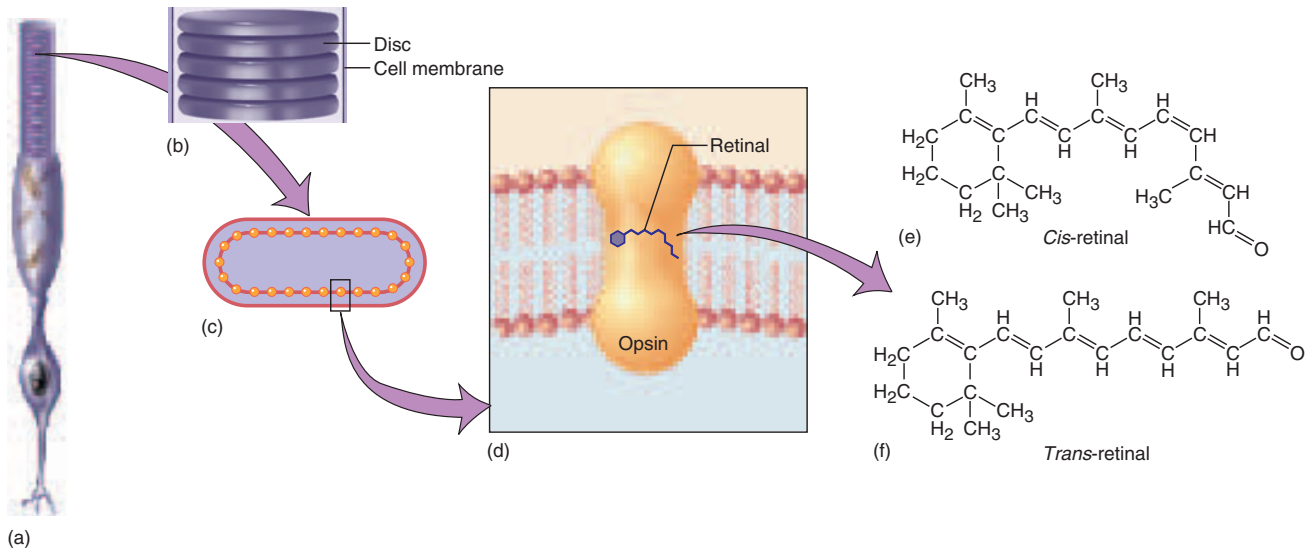 (a)
(b)
Disc
Cell membrane
(c)
(d)
Retinal
Opsin
CH3
H
CH3
H
H2C
C
C
C
C
C
C
C
C
CH
H2C
C
C
H
H
H
C
CH3
H3C
C
CH
H2
CH3
HC
O
(e)
Cis-retinal
CH3
H
CH3
H
CH3
H
H2C
C
C
C
C
C
C
C
C
C
C
C
C
O
H2C
C
H
H
H
H
C
CH3
H2
CH3
(f)
Trans-retinal